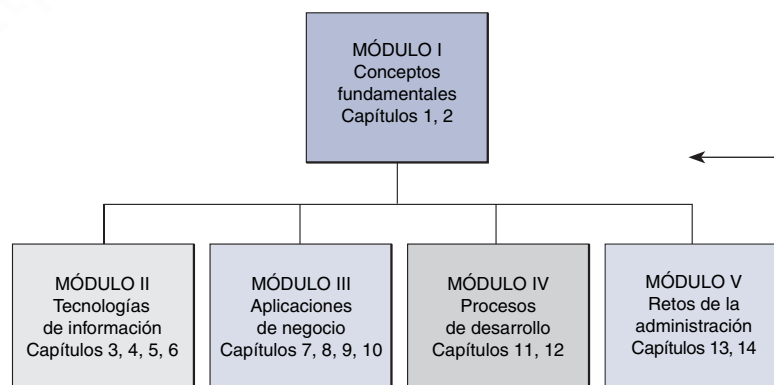 MÓDULO I
Conceptos
fundamentales
Capítulos 1, 2
MÓDULO II
Tecnologías
de información
Capítulos 3, 4, 5, 6
MÓDULO III
Aplicaciones
de negocio
Capítulos 7, 8, 9, 10
MÓDULO IV
Procesos
de desarrollo
Capítulos 11, 12
MÓDULO V
Retos de la
administración
Capítulos 13, 14